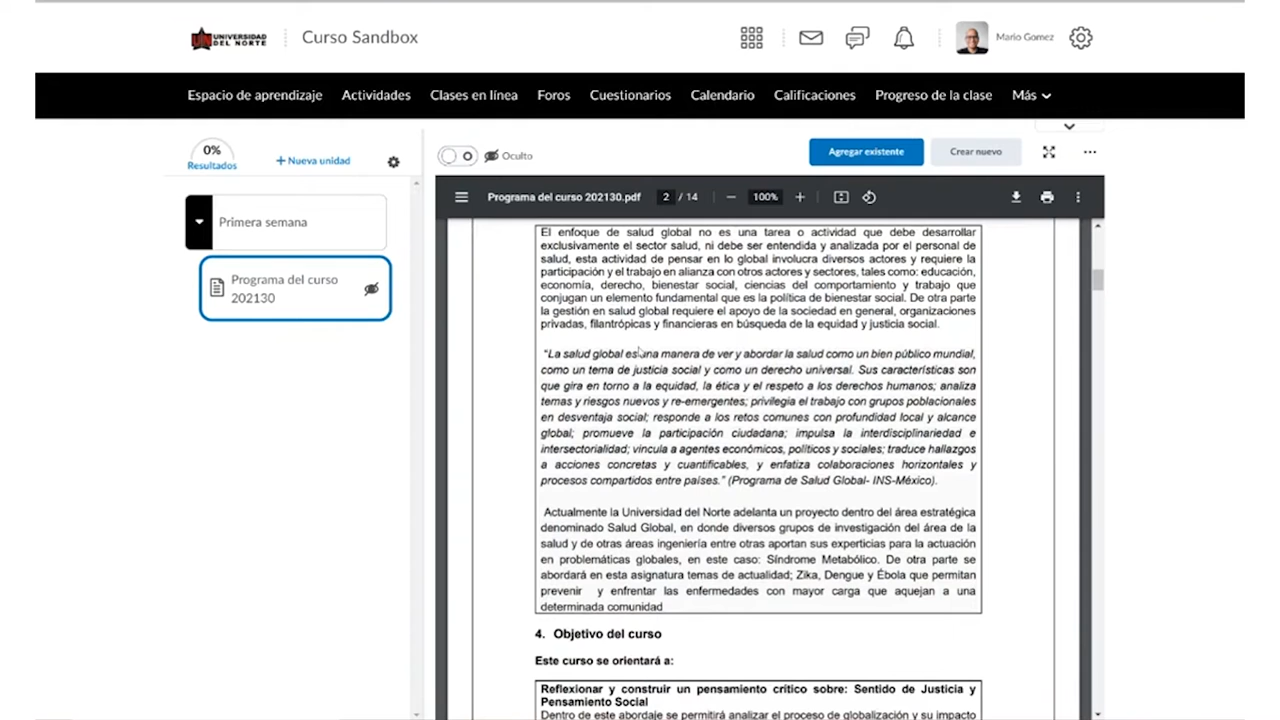 UNIVERSIDAD
DEL NORTE
Curso Sandbox
Mario Gomez
Espacio de aprendizaje Actividades Clases en línea Foros Cuestionarios Calendario Calificaciones Progreso de la clase Más
0%
Resultados
+ Nueva unidad
Oculto
Agregar existente
Crear nuevo
Primera semana
Programa del curso
202130
Programa del curso 202130.pdf 2 / 14 — 100% +
El enfoque de salud global no es una tarea o actividad que debe desarrollar
exclusivamente el sector salud, ni debe ser entendida y analizada por el personal de
salud, esta actividad de pensar en lo global involucra diversos actores y requiere la
participación y el trabajo en alianza con otros actores y sectores, tales como: educación,
economía, derecho, bienestar social, ciencias del comportamiento y trabajo que
conjugan un elemento fundamental que es la política de bienestar social. De otra parte
la gestión en salud global requiere el apoyo de la sociedad en general, organizaciones
privadas, filantrópicas y financieras en búsqueda de la equidad y justicia social.
“La salud global es una manera de ver y abordar la salud como un bien público mundial,
como un tema de justicia social y como un derecho universal. Sus características son
que gira en torno a la equidad, la ética y el respeto a los derechos humanos; analiza
temas y riesgos nuevos y re-emergentes; privilegia el trabajo con grupos poblacionales
en desventaja social; responde a los retos comunes con profundidad local y alcance
global; promueve la participación ciudadana; impulsa la interdisciplinariedad e
intersectorialidad; vincula a agentes económicos, políticos y sociales; traduce hallazgos
a acciones concretas y cuantificables, y enfatiza colaboraciones horizontales y
procesos compartidos entre países.” (Programa de Salud Global- INS-México).
Actualmente la Universidad del Norte adelanta un proyecto dentro del área estratégica
denominado Salud Global, en donde diversos grupos de investigación del área de la
salud y de otras áreas ingeniería entre otras aportan sus experticias para la actuación
en problemáticas globales, en este caso: Síndrome Metabólico. De otra parte se
abordará en esta asignatura temas de actualidad; Zika, Dengue y Ébola que permitan
prevenir y enfrentar las enfermedades con mayor carga que aquejan a una
determinada comunidad
4. Objetivo del curso
Este curso se orientará a:
Reflexionar y construir un pensamiento crítico sobre: Sentido de Justicia y
Pensamiento Social
Dentro de este abordaje se permitirá analizar el proceso de globalización y su impacto